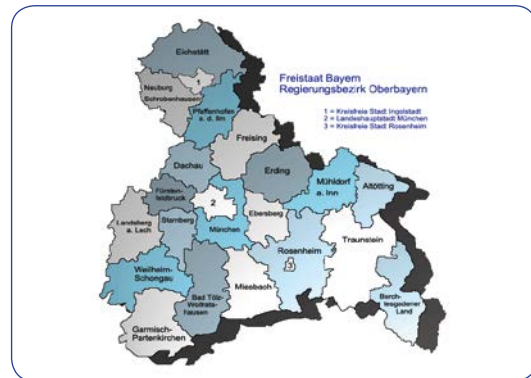 Freistaat Bayern
Regierungsbezirk Oberbayern
1 = Kreisfreie Stadt Ingolstadt
2 = Landeshauptstadt München
3 = Kreisfreie Stadt Rosenheim
Eichstätt
1
Neuburg
Schrobenhausen
Pfaffenhofen
a. d. Ilm
Freising
Dachau
Erding
Mühldorf
a. Inn
Altötting
Fürsten-
feldbruck
2
Landsberg
a. Lech
Starnberg
München
Ebersberg
Rosenheim
3
Traunstein
Weilheim-
Schongau
Bad Tölz-
Wolfrats-
hausen
Miesbach
Berch-
tesgadener
Land
Garmisch-
Partenkirchen